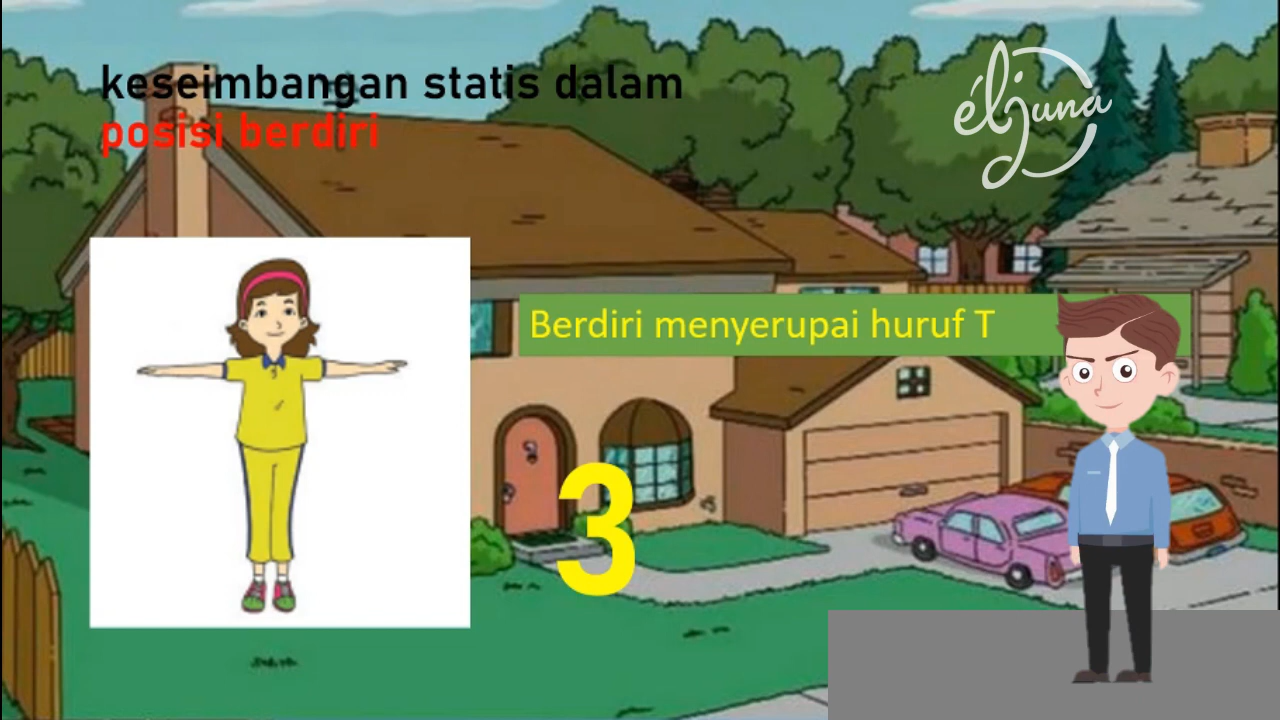 keseimbangan statis dalam
posisi berdiri
éljuna
Berdiri menyerupai huruf T
3